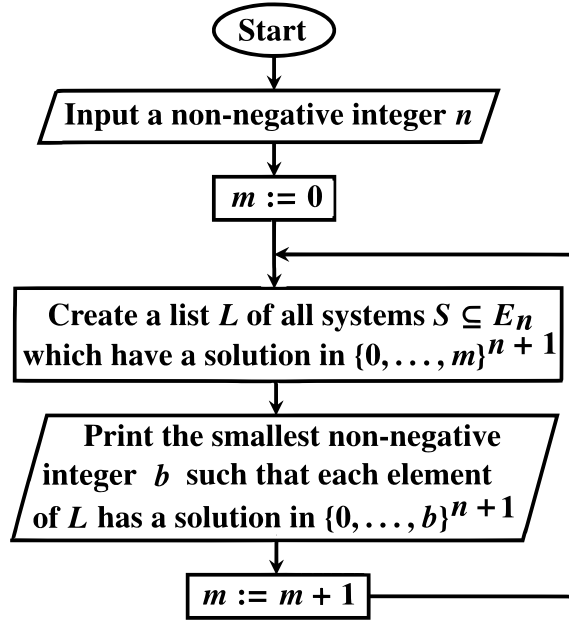 Start
Input a non-negative integer n
m := 0
Create a list L of all systems S ⊆ Eₙ
which have a solution in {0, . . . , m}ⁿ ⁺ ¹
Print the smallest non-negative
integer b such that each element
of L has a solution in {0, . . . , b}ⁿ ⁺ ¹
m := m + 1